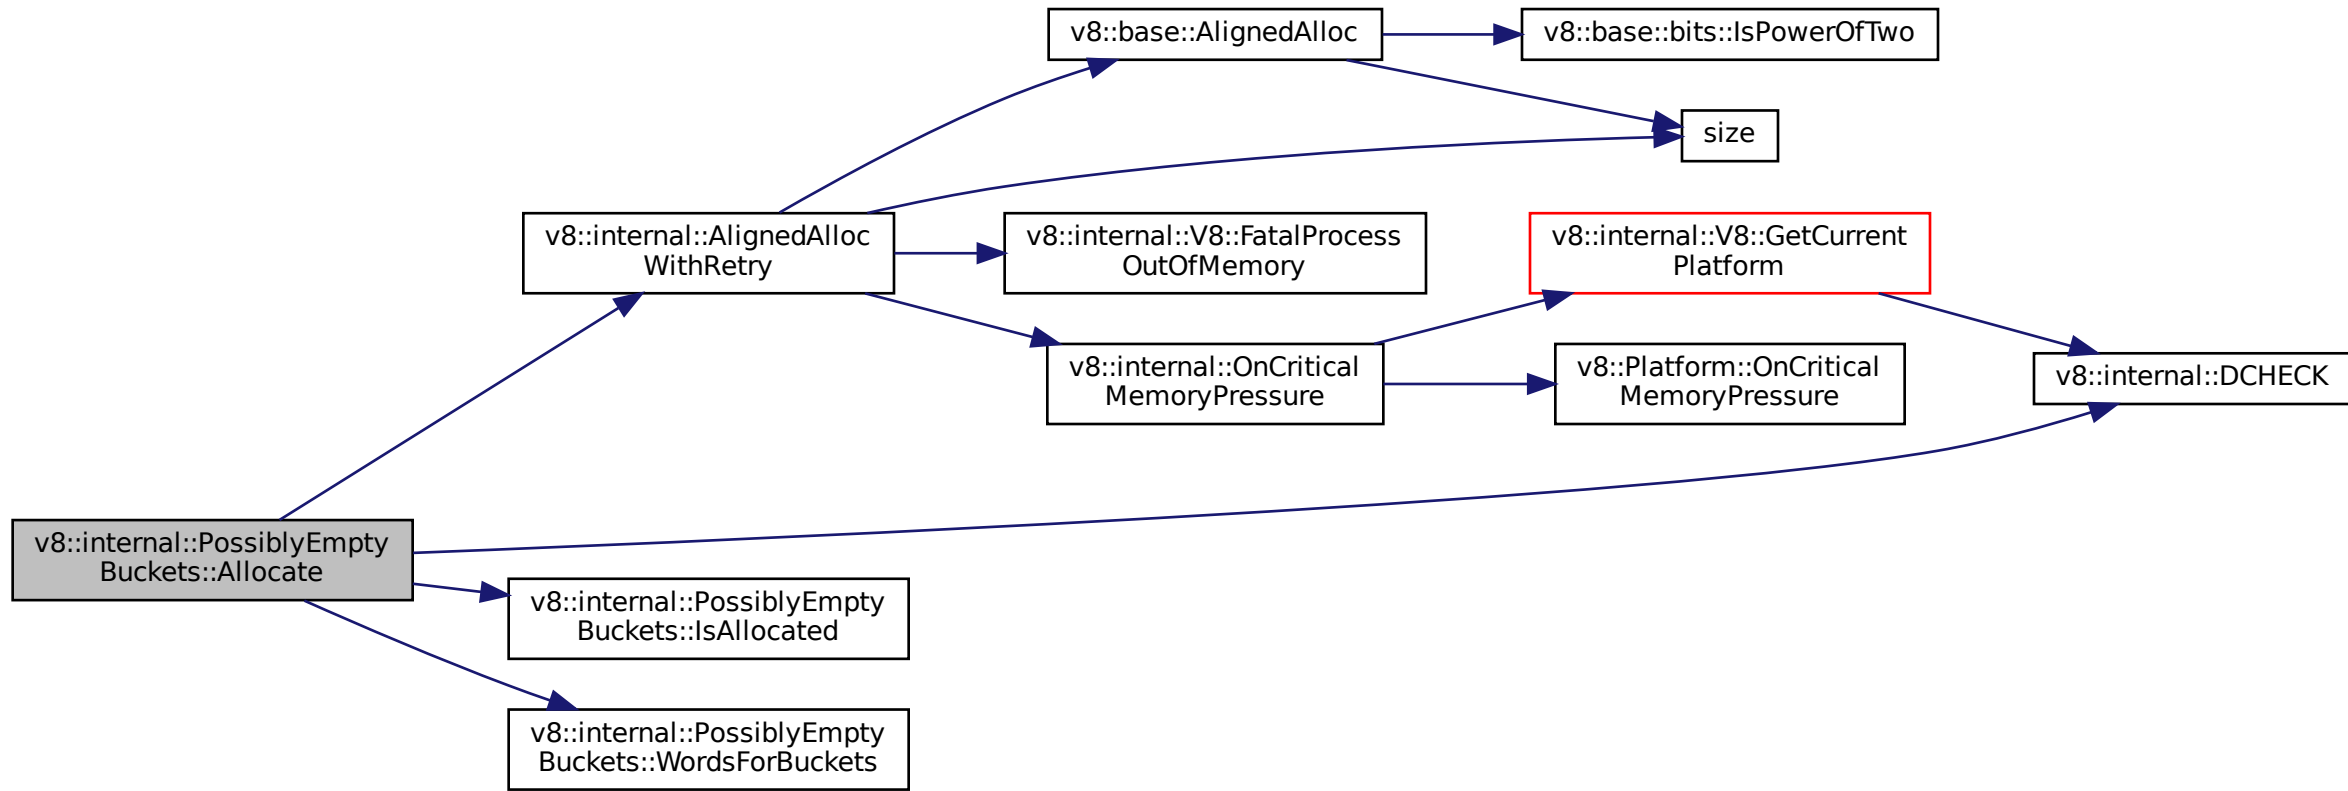 v8::base::AlignedAlloc
v8::base::bits::IsPowerOfTwo
size
v8::internal::AlignedAlloc
WithRetry
v8::internal::V8::FatalProcess
OutOfMemory
v8::internal::V8::GetCurrent
Platform
v8::internal::OnCritical
MemoryPressure
v8::Platform::OnCritical
MemoryPressure
v8::internal::DCHECK
v8::internal::PossiblyEmpty
Buckets::Allocate
v8::internal::PossiblyEmpty
Buckets::IsAllocated
v8::internal::PossiblyEmpty
Buckets::WordsForBuckets